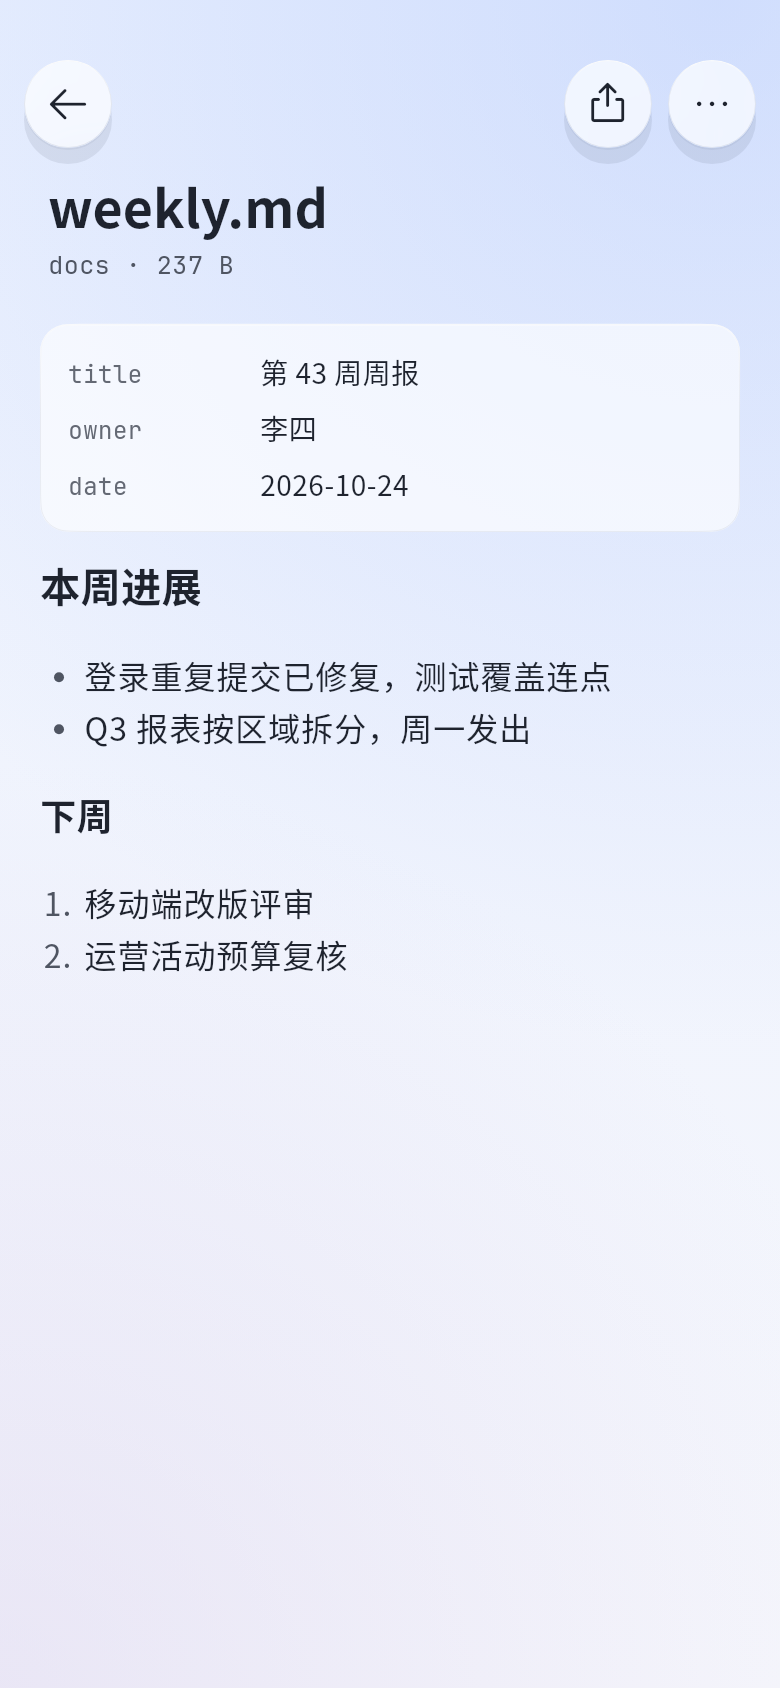 weekly.md
docs · 237 B
title 第 43 周周报
owner 李四
date 2026-10-24
本周进展
• 登录重复提交已修复，测试覆盖连点
• Q3 报表按区域拆分，周一发出
下周
1. 移动端改版评审
2. 运营活动预算复核